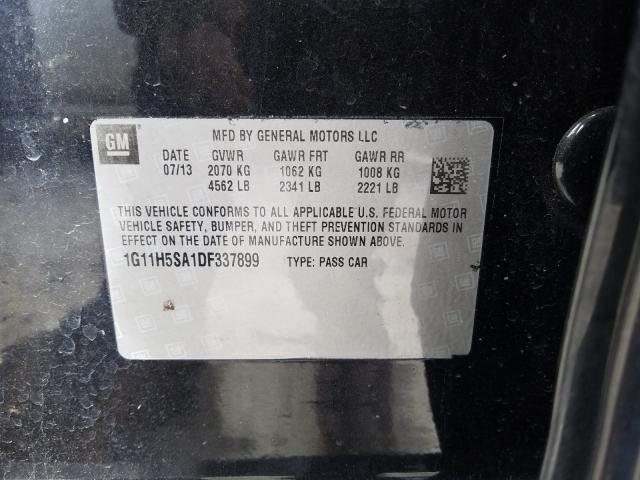 GM
MFD BY GENERAL MOTORS LLC
DATE GVWR GAWR FRT GAWR RR
07/13 2070 KG 1062 KG 1008 KG
4562 LB 2341 LB 2221 LB
THIS VEHICLE CONFORMS TO ALL APPLICABLE U.S. FEDERAL MOTOR
VEHICLE SAFETY, BUMPER, AND THEFT PREVENTION STANDARDS IN
EFFECT ON THE DATE OF MANUFACTURE SHOWN ABOVE.
1G11H5SA1DF337899 TYPE: PASS CAR